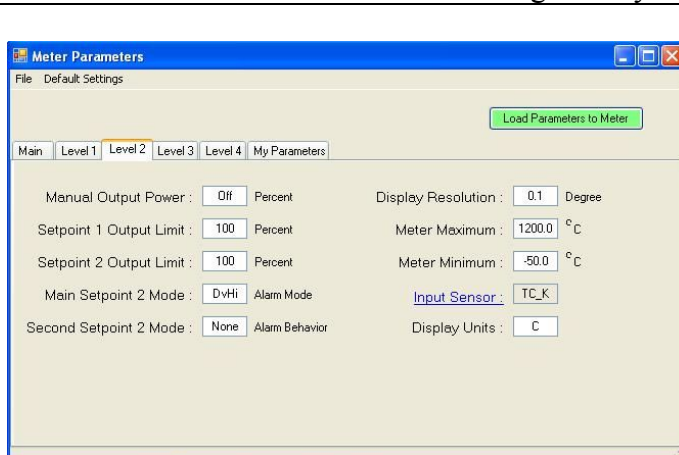 Meter Parameters
File Default Settings
Load Parameters to Meter
Main Level 1 Level 2 Level 3 Level 4 My Parameters
Manual Output Power : Off Percent Display Resolution : 0.1 Degree
Setpoint 1 Output Limit : 100 Percent Meter Maximum : 1200.0 °C
Setpoint 2 Output Limit : 100 Percent Meter Minimum : -50.0 °C
Main Setpoint 2 Mode : DvHi Alarm Mode Input Sensor : TC_K
Second Setpoint 2 Mode : None Alarm Behavior Display Units : C